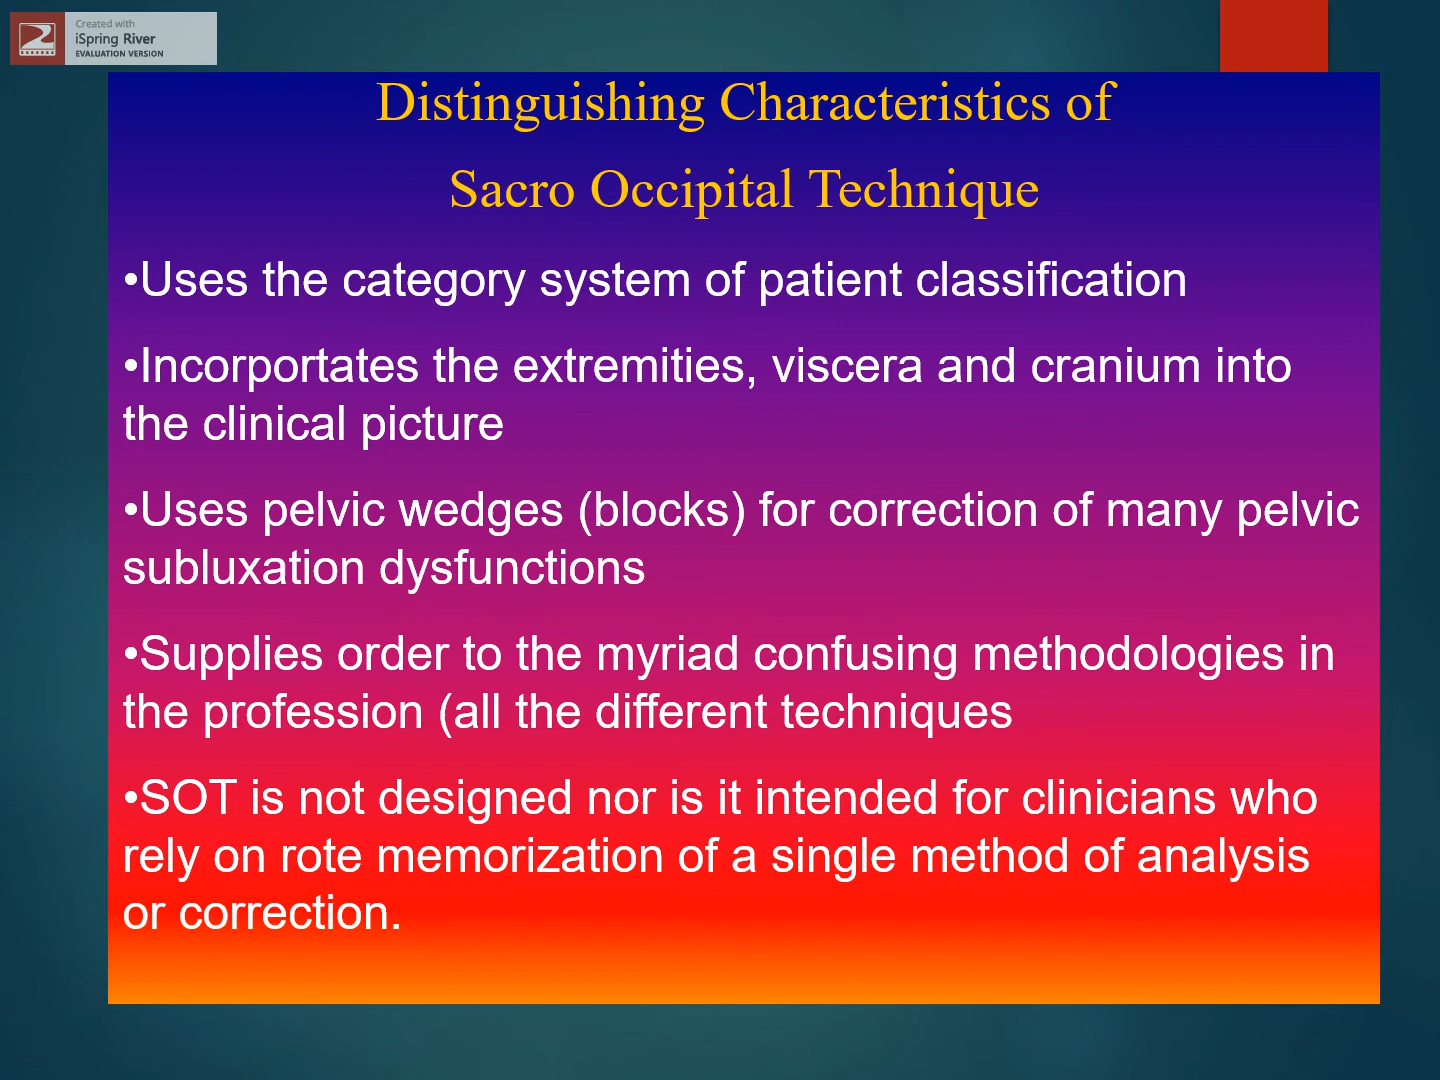 Created with
iSpring River
EVALUATION VERSION
Distinguishing Characteristics of
Sacro Occipital Technique
•Uses the category system of patient classification
•Incorportates the extremities, viscera and cranium into
the clinical picture
•Uses pelvic wedges (blocks) for correction of many pelvic
subluxation dysfunctions
•Supplies order to the myriad confusing methodologies in
the profession (all the different techniques
•SOT is not designed nor is it intended for clinicians who
rely on rote memorization of a single method of analysis
or correction.